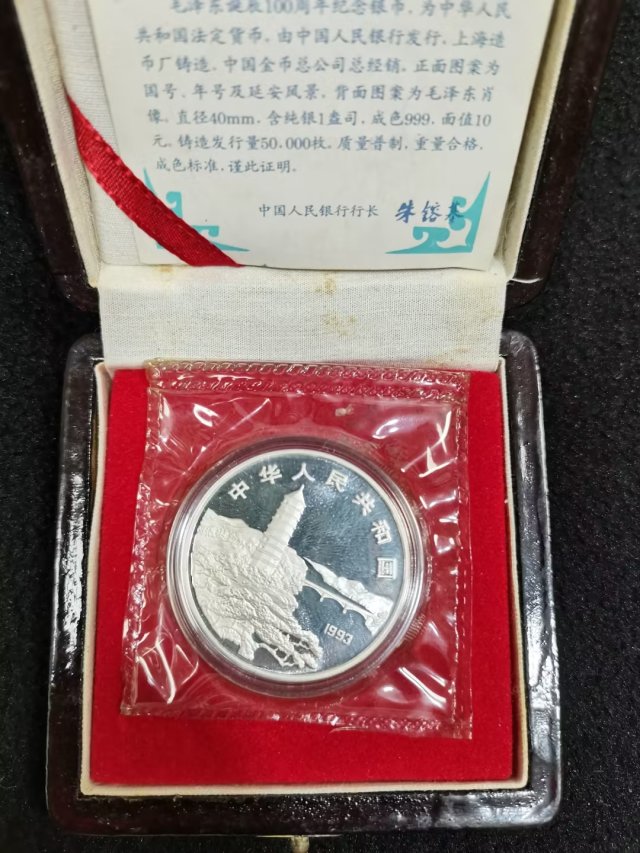 毛泽东诞辰100周年纪念银币,为中华人民
共和国法定货币。由中国人民银行发行,上海造
币厂铸造。中国金币总公司总经销。正面图案为
国号、年号及延安风景,背面图案为毛泽东肖
像。直径40mm,含纯银1盎司,成色999,面值10
元。铸造发行量50,000枚。质量普制,重量合格,
成色标准,谨此证明。
中国人民银行行长 朱镕基
中华人民共和国
1993